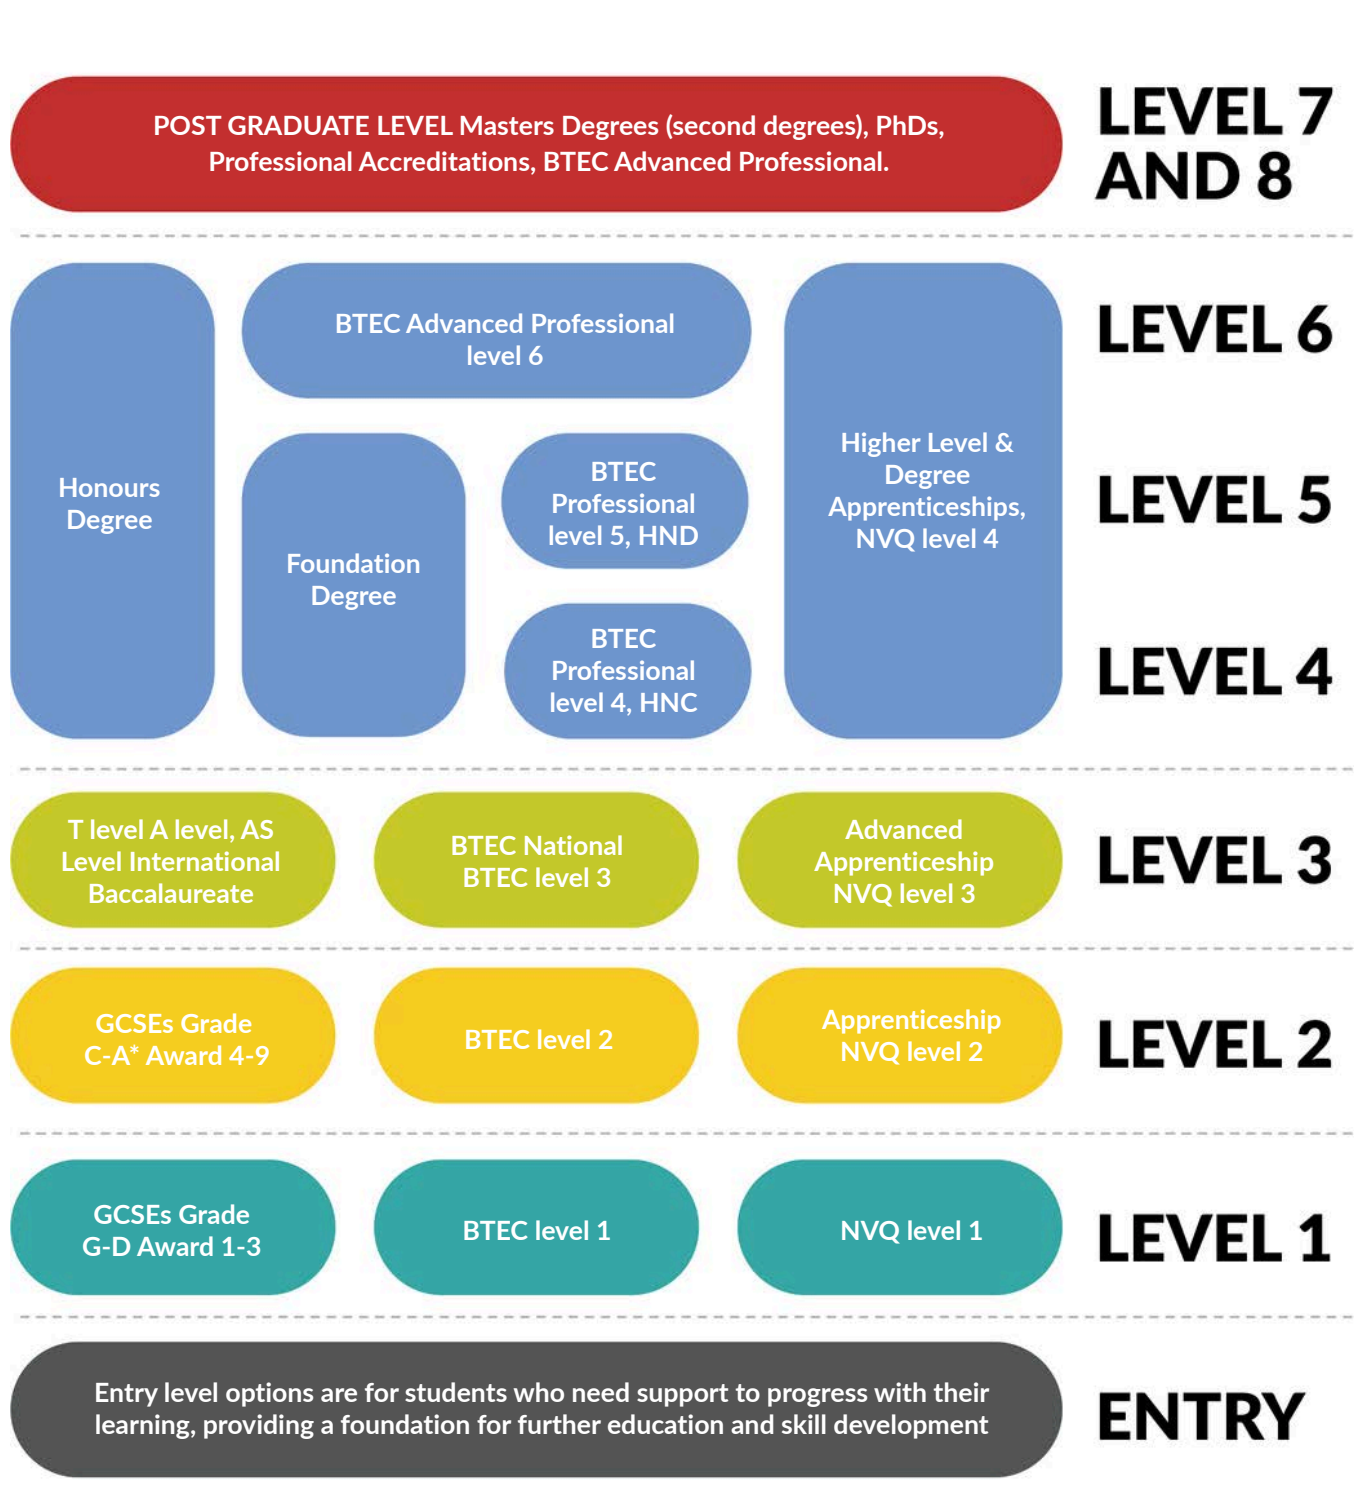 POST GRADUATE LEVEL Masters Degrees (second degrees), PhDs,
Professional Accreditations, BTEC Advanced Professional.
LEVEL 7
AND 8
Honours
Degree
BTEC Advanced Professional
level 6
Foundation
Degree
BTEC
Professional
level 5, HND
BTEC
Professional
level 4, HNC
Higher Level &
Degree
Apprenticeships,
NVQ level 4
LEVEL 6
LEVEL 5
LEVEL 4
T level A level, AS
Level International
Baccalaureate
BTEC National
BTEC level 3
Advanced
Apprenticeship
NVQ level 3
LEVEL 3
GCSEs Grade
C-A* Award 4-9
BTEC level 2
Apprenticeship
NVQ level 2
LEVEL 2
GCSEs Grade
G-D Award 1-3
BTEC level 1
NVQ level 1
LEVEL 1
Entry level options are for students who need support to progress with their
learning, providing a foundation for further education and skill development
ENTRY